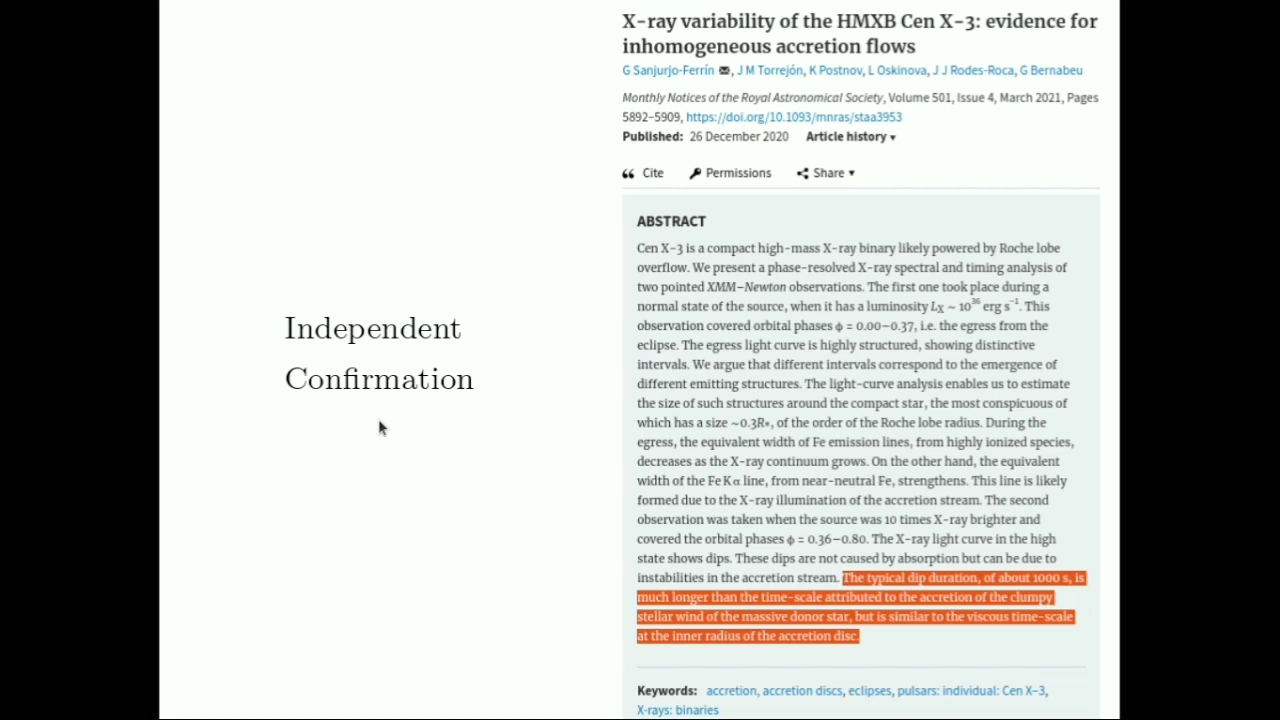 Independent
Confirmation
X-ray variability of the HMXB Cen X-3: evidence for
inhomogeneous accretion flows
G Sanjurjo-Ferrín, J M Torrejón, K Postnov, L Oskinova, J J Rodes-Roca, G Bernabeu
Monthly Notices of the Royal Astronomical Society, Volume 501, Issue 4, March 2021, Pages
5892–5909, https://doi.org/10.1093/mnras/staa3953
Published: 26 December 2020 Article history
Cite Permissions Share
ABSTRACT
Cen X-3 is a compact high-mass X-ray binary likely powered by Roche lobe
overflow. We present a phase-resolved X-ray spectral and timing analysis of
two pointed XMM–Newton observations. The first one took place during a
normal state of the source, when it has a luminosity Lx ~ 10³⁶ erg s⁻¹. This
observation covered orbital phases ϕ = 0.00–0.37, i.e. the egress from the
eclipse. The egress light curve is highly structured, showing distinctive
intervals. We argue that different intervals correspond to the emergence of
different emitting structures. The light-curve analysis enables us to estimate
the size of such structures around the compact star, the most conspicuous of
which has a size ~0.3R*, of the order of the Roche lobe radius. During the
egress, the equivalent width of Fe emission lines, from highly ionized species,
decreases as the X-ray continuum grows. On the other hand, the equivalent
width of the Fe K α line, from near-neutral Fe, strengthens. This line is likely
formed due to the X-ray illumination of the accretion stream. The second
observation was taken when the source was 10 times X-ray brighter and
covered the orbital phases ϕ = 0.36–0.80. The X-ray light curve in the high
state shows dips. These dips are not caused by absorption but can be due to
instabilities in the accretion stream. The typical dip duration, of about 1000 s, is
much longer than the time-scale attributed to the accretion of the clumpy
stellar wind of the massive donor star, but is similar to the viscous time-scale
at the inner radius of the accretion disc.
Keywords: accretion, accretion discs, eclipses, pulsars: individual: Cen X–3,
X-rays: binaries